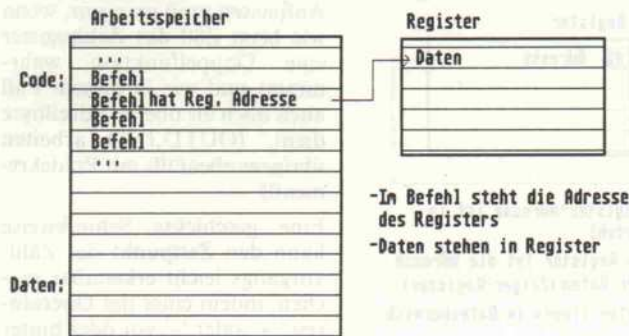 Arbeitsspeicher
...
Code:
Befehl
Befehl hat Reg. Adresse
Befehl
Befehl
...
Daten:
Register
Daten
-Im Befehl steht die Adresse
des Registers
-Daten stehen in Register